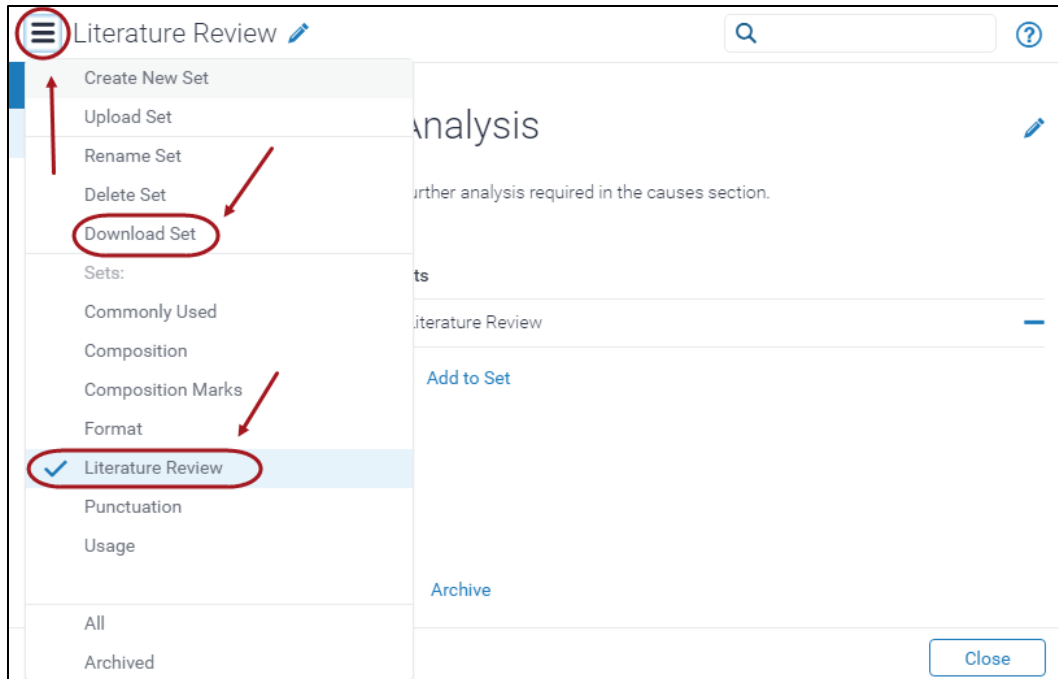 Literature Review
Create New Set
Upload Set
Rename Set
Delete Set
Download Set
Sets:
Commonly Used
Composition
Composition Marks
Format
Literature Review
Punctuation
Usage
All
Archived
Analysis
urther analysis required in the causes section.
ts
iterature Review
Add to Set
Archive
Close